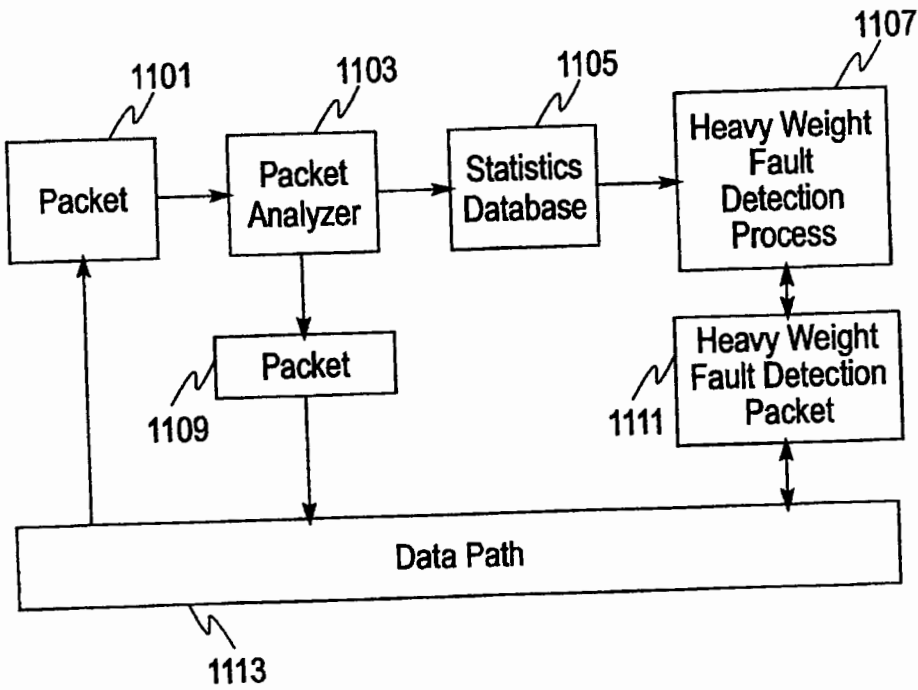 1107
1101
1103
1105
Packet
Packet
Analyzer
Statistics
Database
Heavy Weight
Fault
Detection
Process
Packet
1109
Heavy Weight
Fault Detection
Packet
1111
Data Path
1113